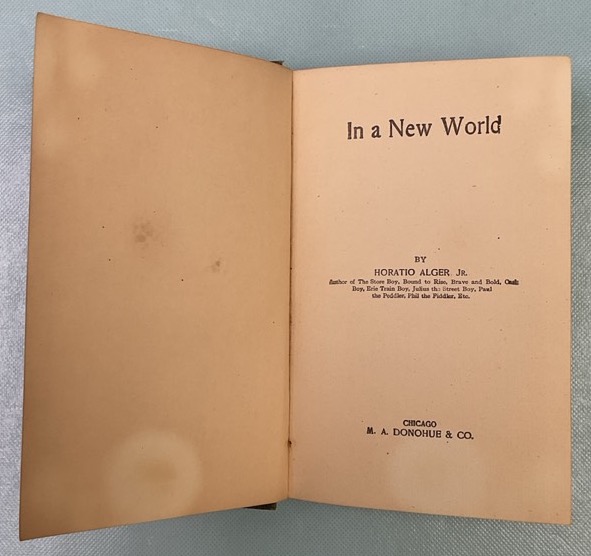 In a New World
BY
HORATIO ALGER, Jr.
Author of The Store Boy, Bound to Rise, Brave and Bold, Cash
Boy, Erie Train Boy, Julius the Street Boy, Paul
the Peddler, Phil the Fiddler, Etc.
CHICAGO
M. A. DONOHUE & CO.